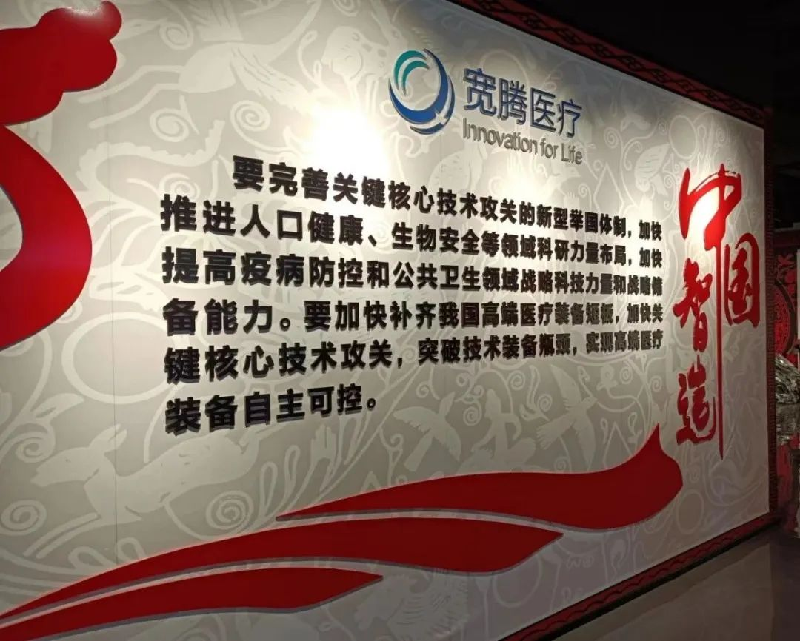 宽腾医疗
Innovation for Life
要完善关键核心技术攻关的新型举国体制，加快
推进人口健康、生物安全等领域科研力量布局，加快
提高疫病防控和公共卫生领域战略科技力量和战略储
备能力。要加快补齐我国高端医疗装备短板，加快关
键核心技术攻关，突破技术装备瓶颈，实现高端医疗
装备自主可控。
中国
智造